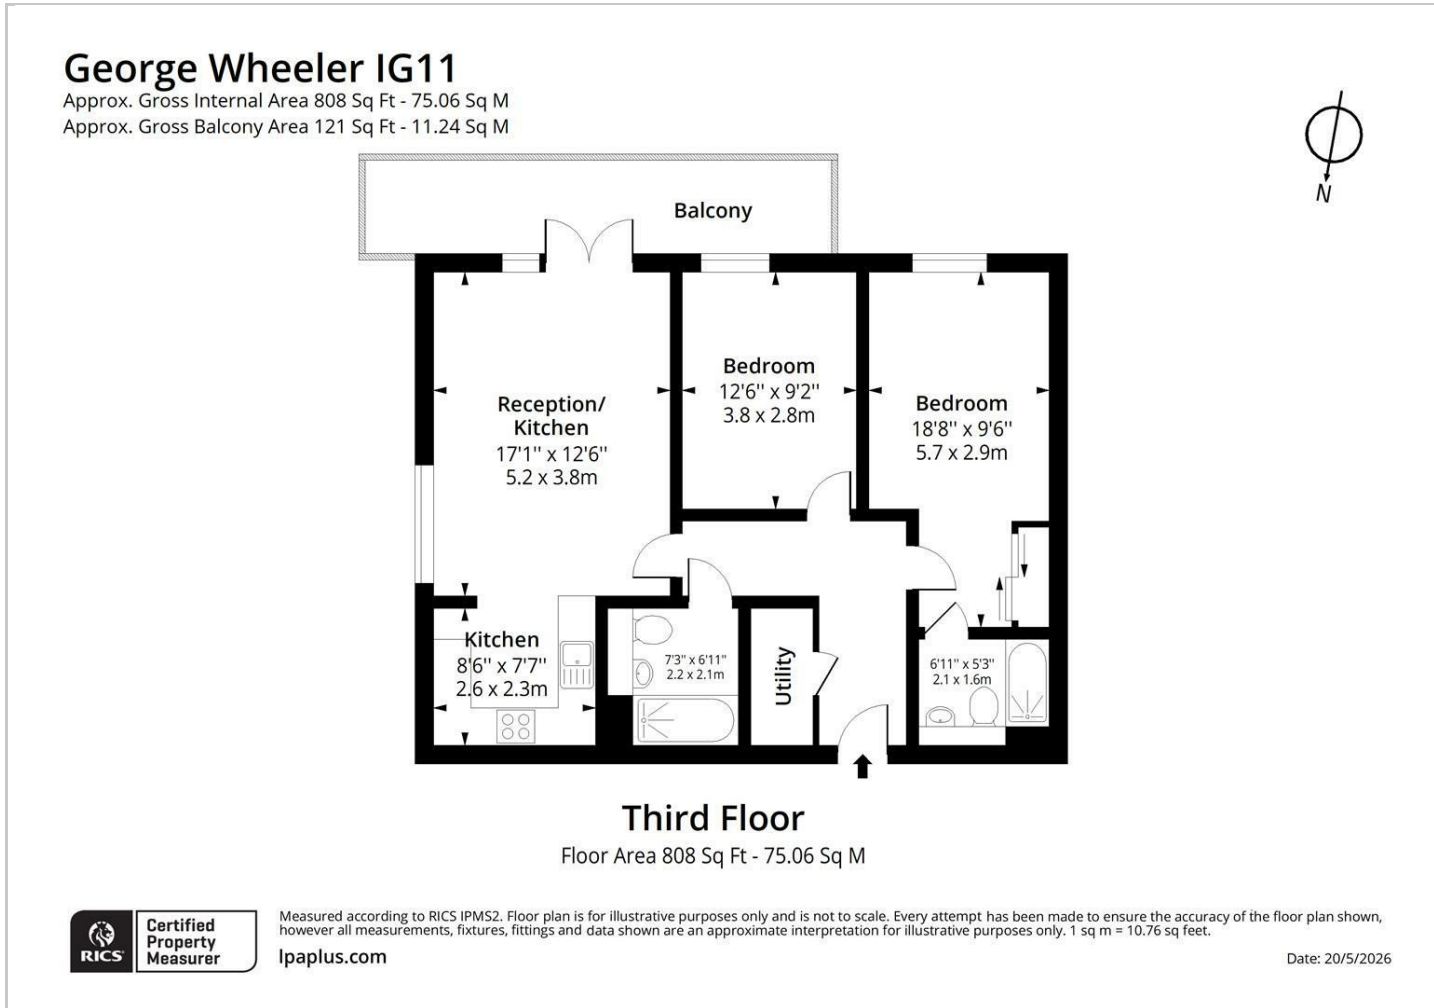 George Wheeler IG11
Approx. Gross Internal Area 808 Sq Ft - 75.06 Sq M
Approx. Gross Balcony Area 121 Sq Ft - 11.24 Sq M
N
Balcony
Reception/
Kitchen
17'1'' x 12'6''
5.2 x 3.8m
Bedroom
12'6'' x 9'2''
3.8 x 2.8m
Bedroom
18'8'' x 9'6''
5.7 x 2.9m
Kitchen
8'6'' x 7'7''
2.6 x 2.3m
7'3'' x 6'11''
2.2 x 2.1m
Utility
6'11'' x 5'3''
2.1 x 1.6m
Third Floor
Floor Area 808 Sq Ft - 75.06 Sq M
RICS
Certified
Property
Measurer
Measured according to RICS IPMS2. Floor plan is for illustrative purposes only and is not to scale. Every attempt has been made to ensure the accuracy of the floor plan shown,
however all measurements, fixtures, fittings and data shown are an approximate interpretation for illustrative purposes only. 1 sq m = 10.76 sq feet.
lpaplus.com
Date: 20/5/2026